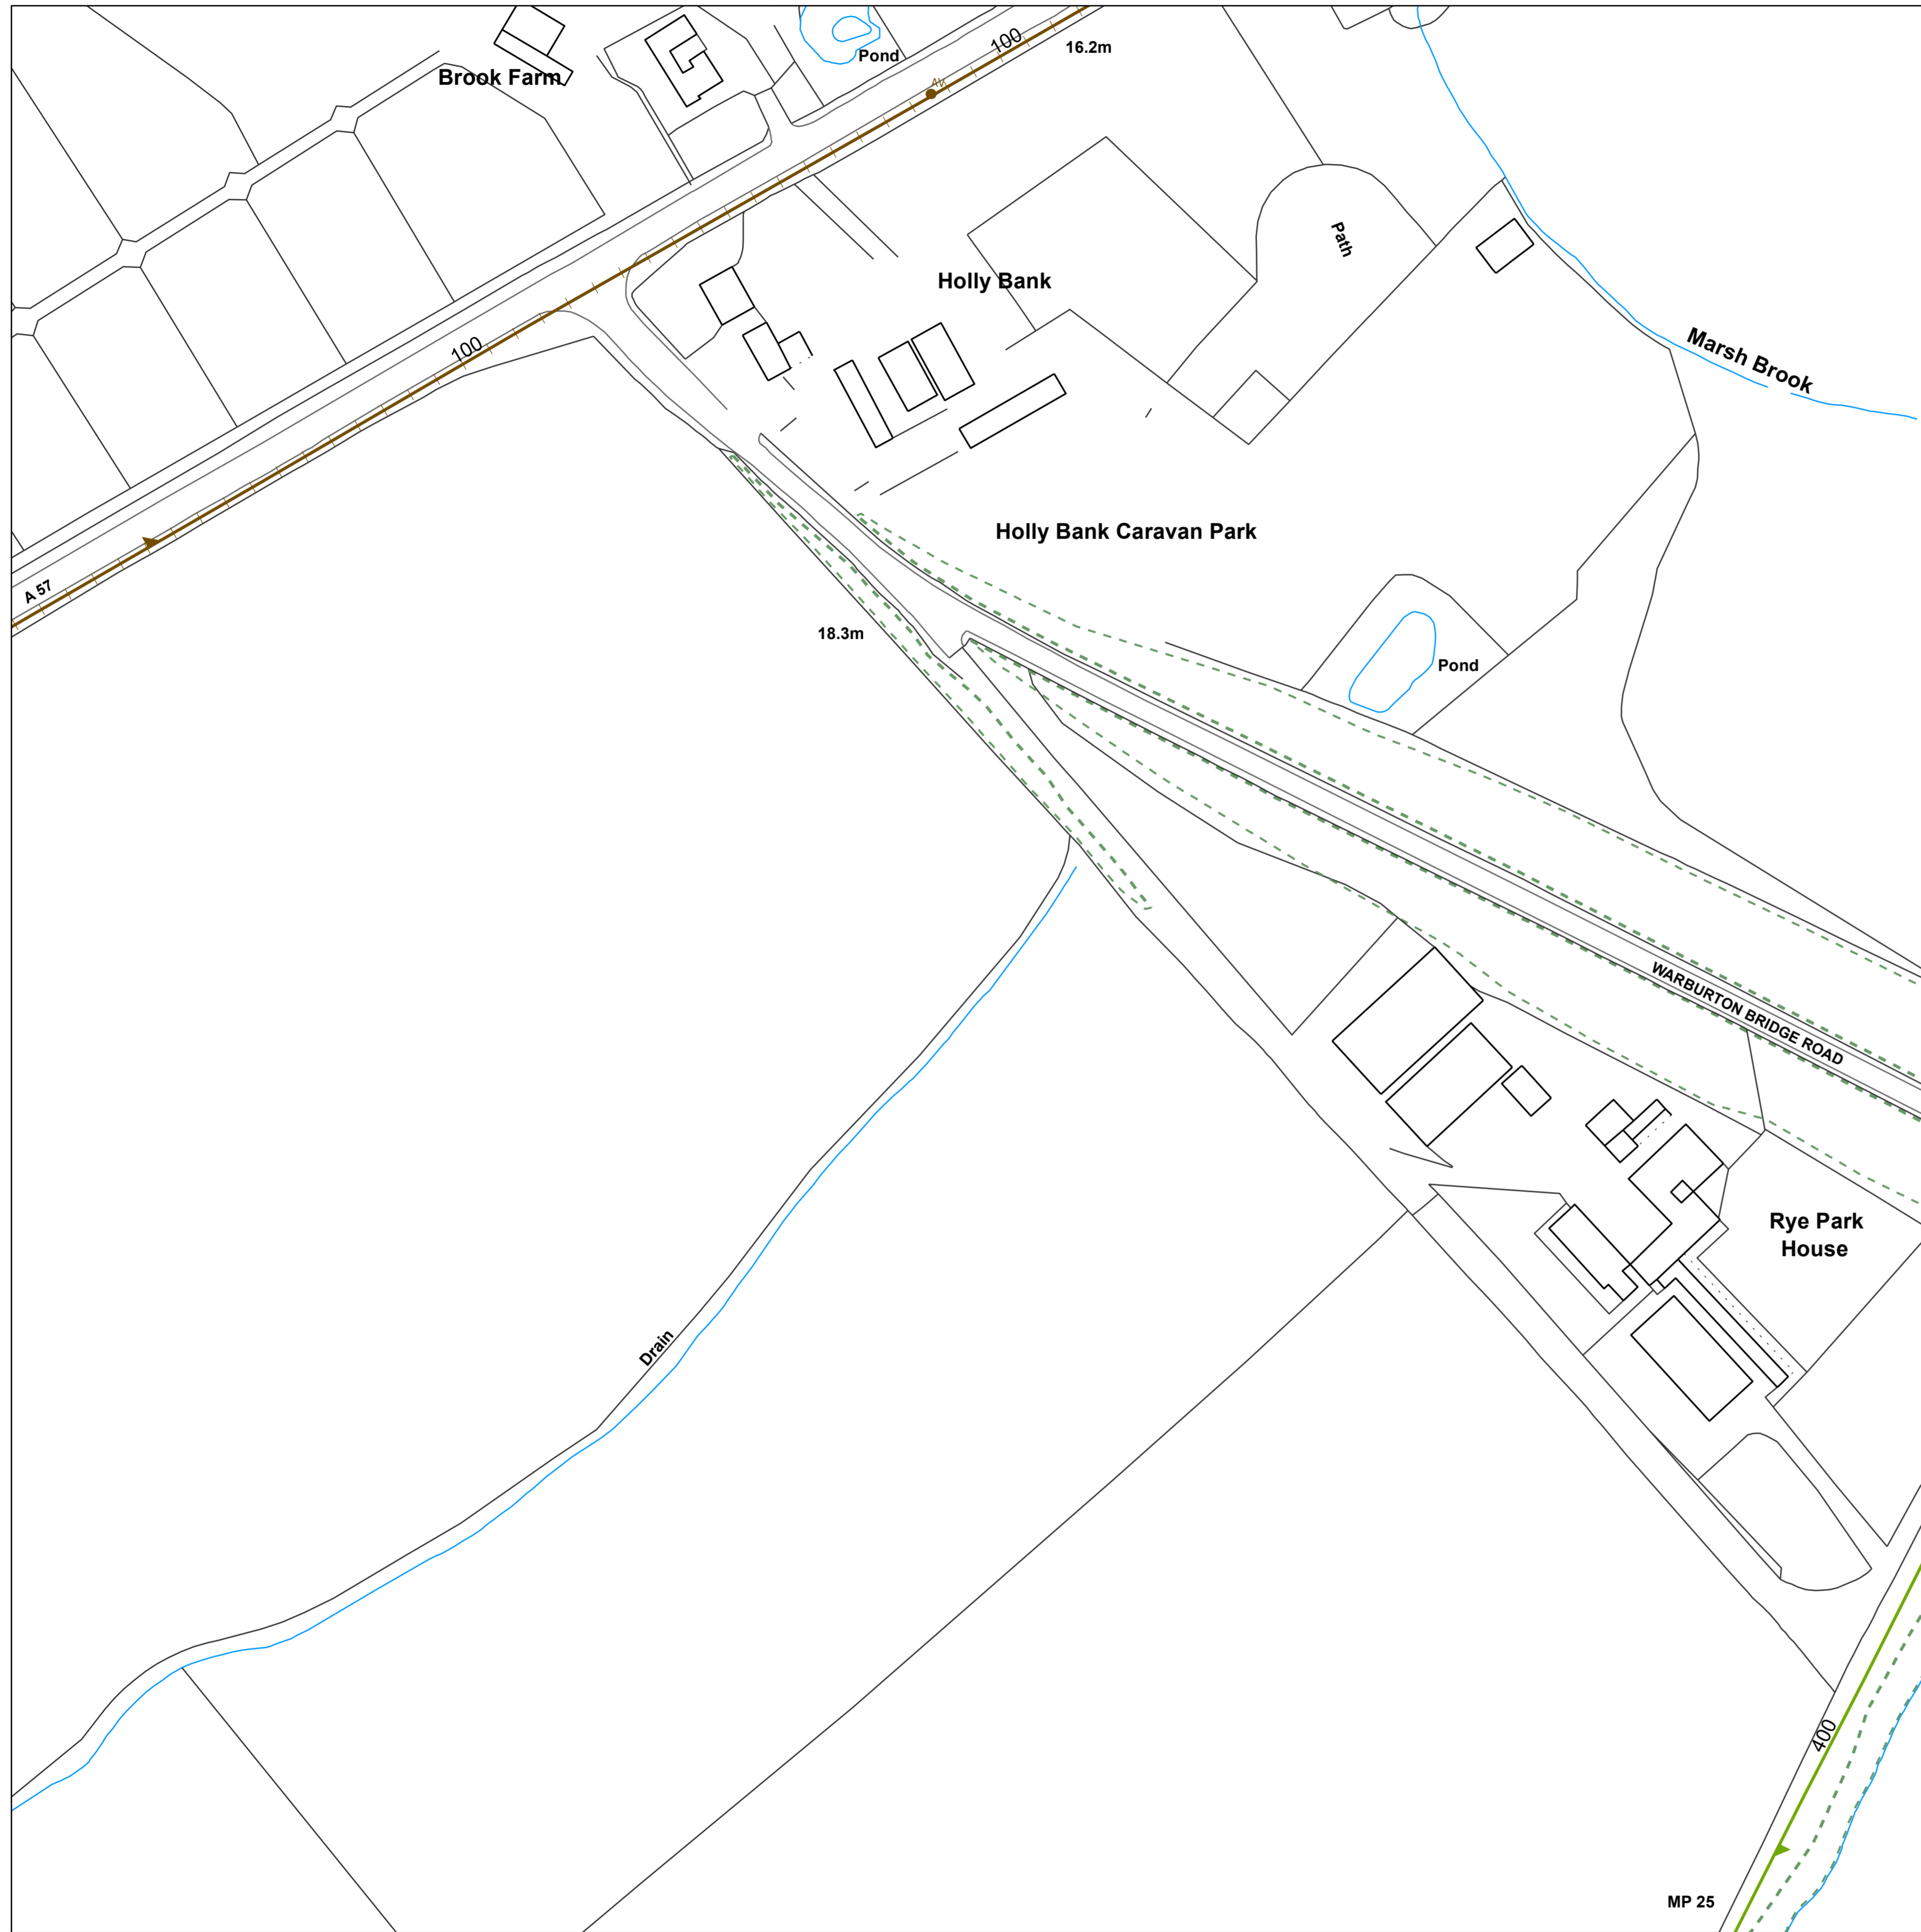 100
16.2m
Pond
Brook Farm
AV
Path
Holly Bank
Marsh Brook
100
Holly Bank Caravan Park
A 57
18.3m
Pond
WARBURTON BRIDGE ROAD
Rye Park
House
Drain
400
MP 25